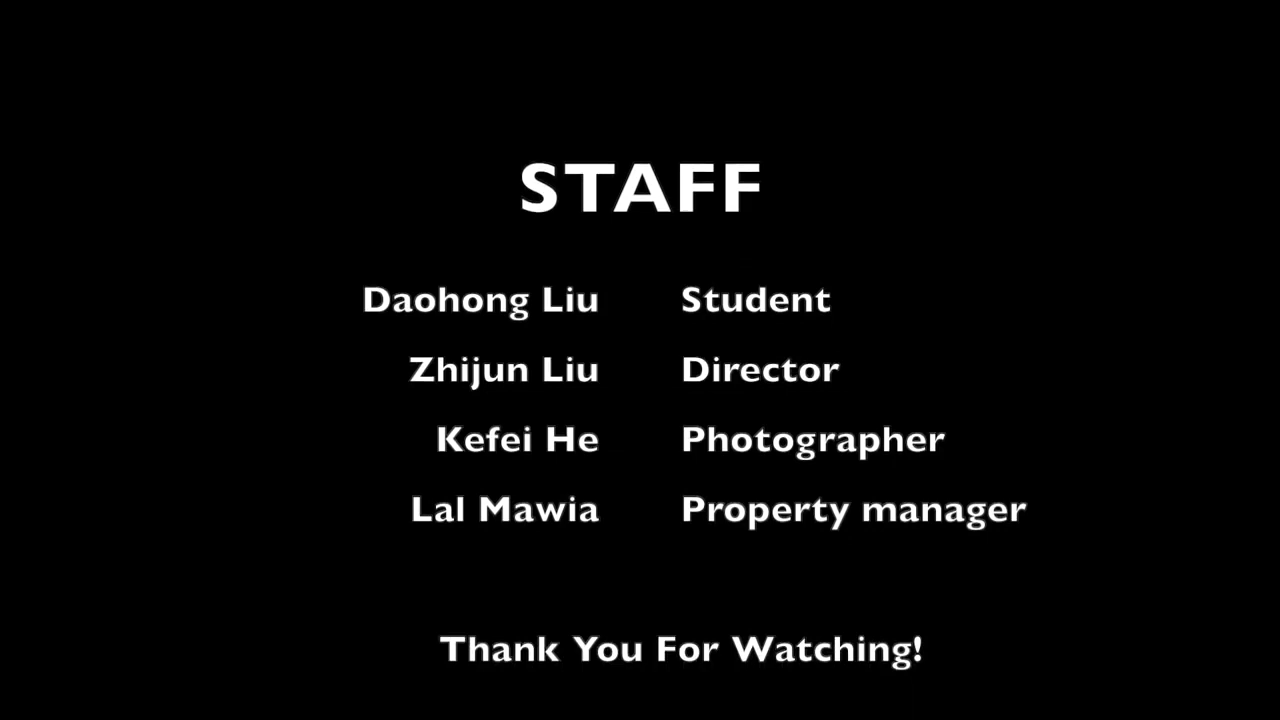 STAFF
Daohong Liu Student
Zhijun Liu Director
Kefei He Photographer
Lal Mawia Property manager
Thank You For Watching!